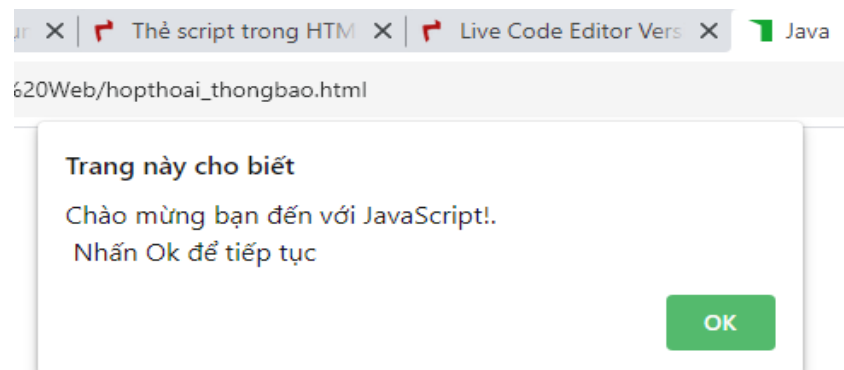 Thẻ script trong HTM
Live Code Editor Vers
Java
%20Web/hopthoai_thongbao.html
Trang này cho biết
Chào mừng bạn đến với JavaScript!.
Nhấn Ok để tiếp tục
OK